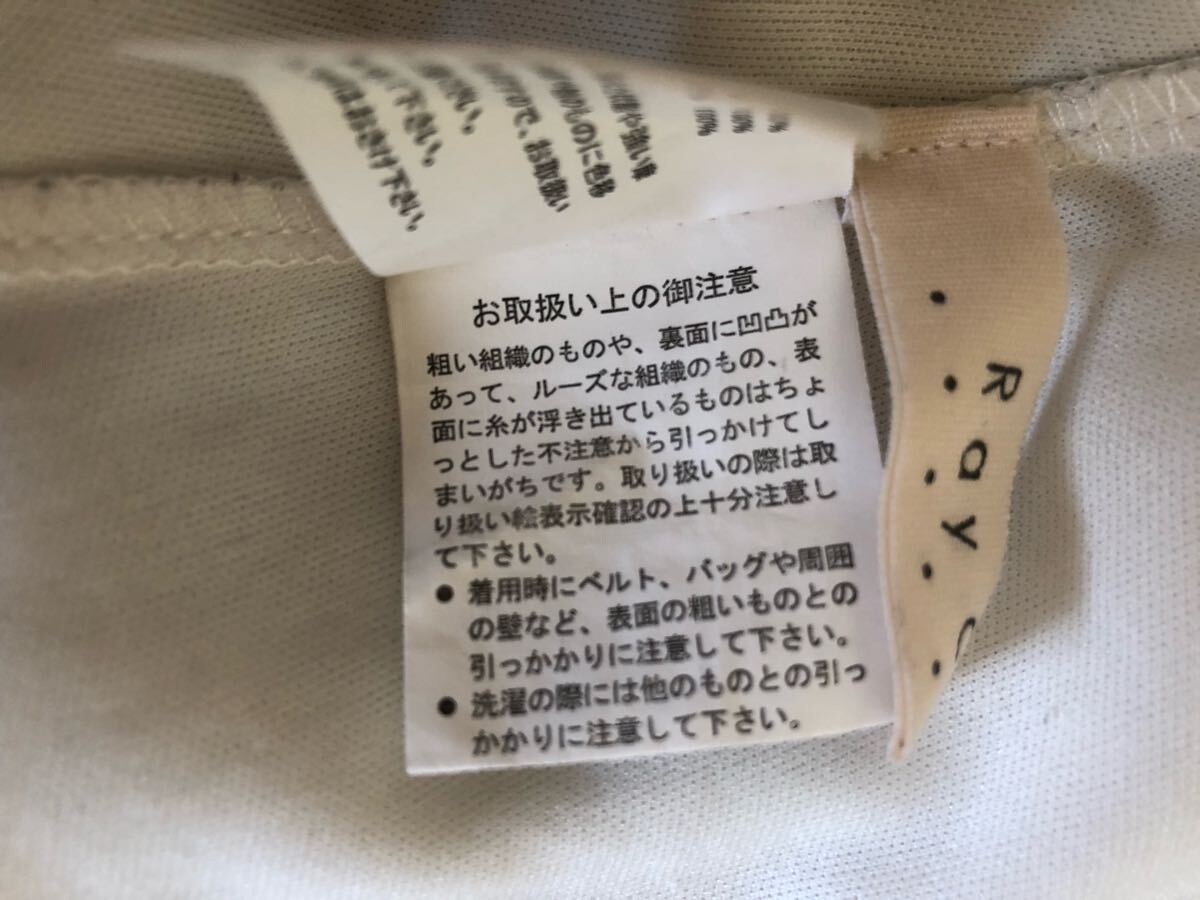 100%
お取扱い上の御注意
粗い組織のものや、裏面に凹凸が
あって、ルーズな組織のもの、表
面に糸が浮き出ているものはちょ
っとした不注意から引っかけてし
まいがちです。取り扱いの際は取
り扱い絵表示確認の上十分注意し
て下さい。
● 着用時にベルト、バッグや周囲
の壁など、表面の粗いものとの
引っかかりに注意して下さい。
● 洗濯の際には他のものとの引っ
かかりに注意して下さい。
Ray